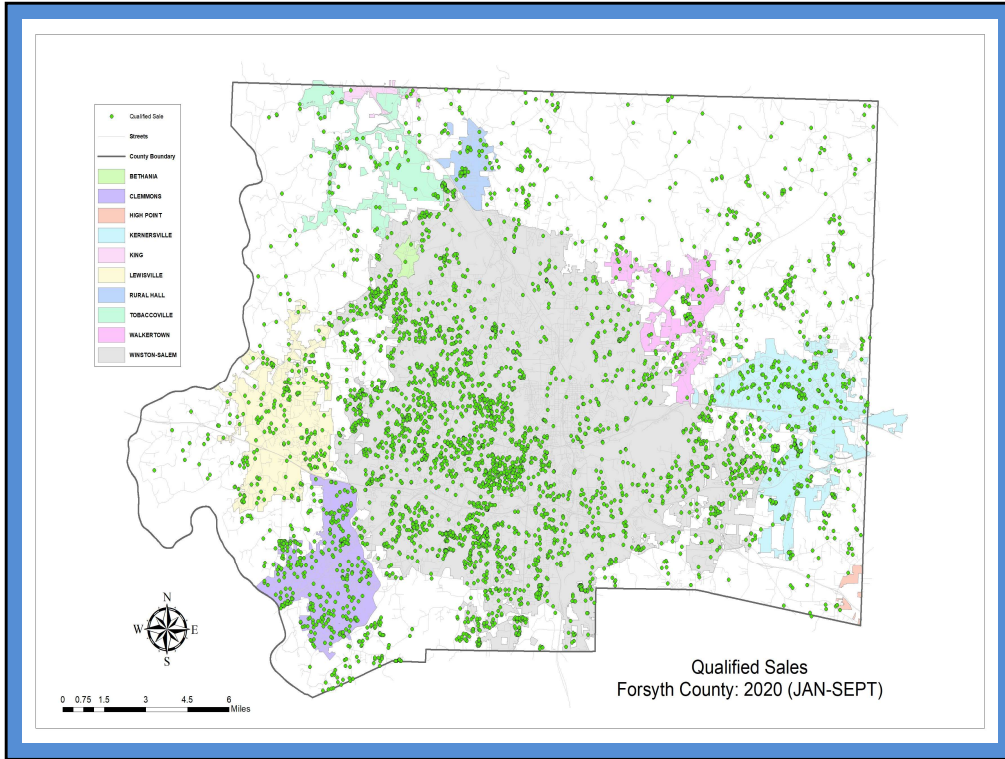 Qualified Sale
Streets
County Boundary
BETHANIA
CLEMMONS
HIGH POINT
KERNERSVILLE
KING
LEWISVILLE
RURAL HALL
TOBACCOVILLE
WALKERTOWN
WINSTON-SALEM
N
W E
S
0 0.75 1.5 3 4.5 6
Miles
Qualified Sales
Forsyth County: 2020 (JAN-SEPT)